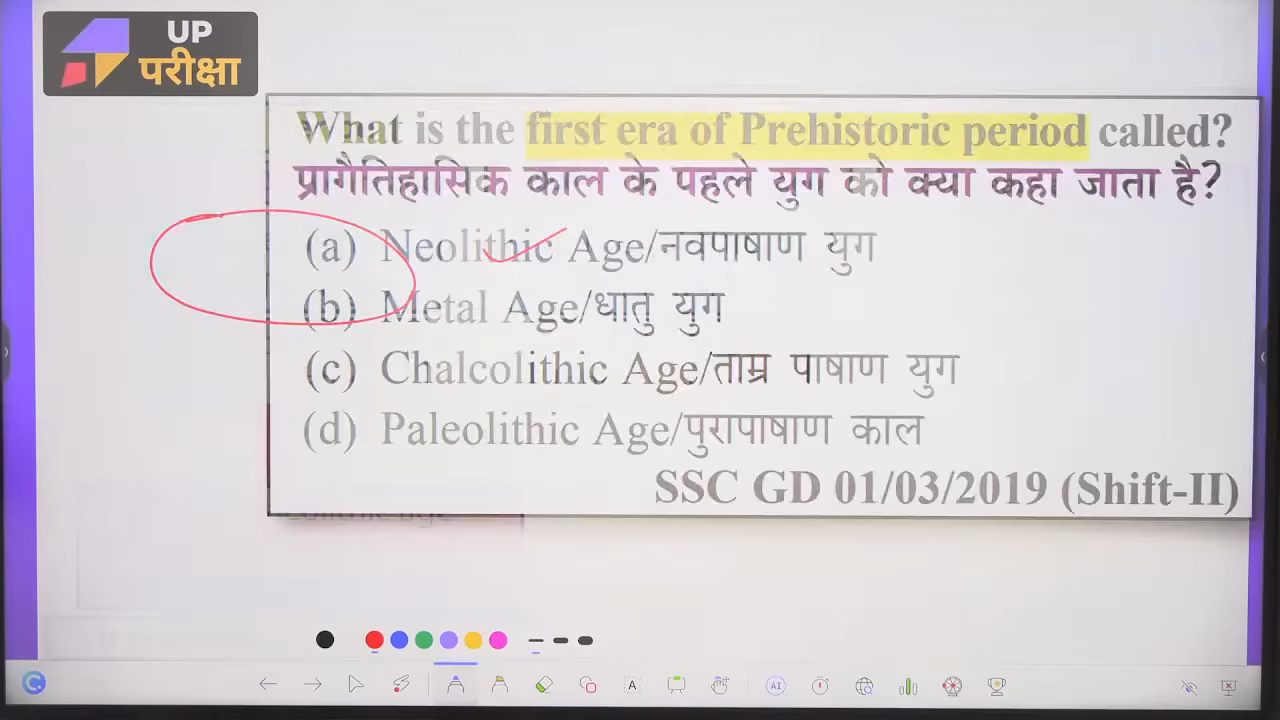 UP
परीक्षा
What is the first era of Prehistoric period called?
प्रागैतिहासिक काल के पहले युग को क्या कहा जाता है?
(a) Neolithic Age/नवपाषाण युग
(b) Metal Age/धातु युग
(c) Chalcolithic Age/ताम्र पाषाण युग
(d) Paleolithic Age/पुरापाषाण काल
SSC GD 01/03/2019 (Shift-II)
A
AI